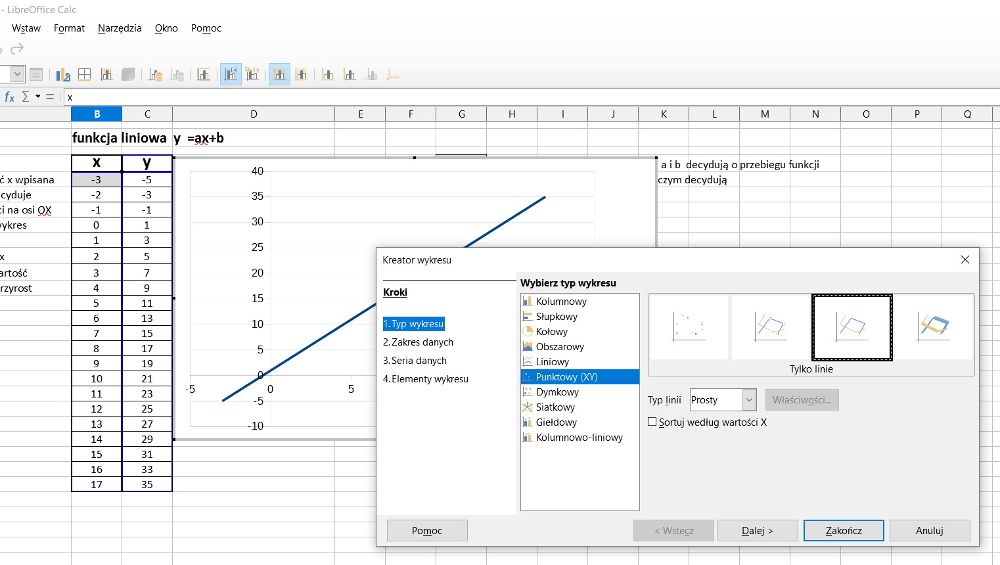 - LibreOffice Calc
Wstaw Format Narzędzia Okno Pomoc
fx Σ = x
B C D E F G H I J K L M N O P Q
funkcja liniowa y =ax+b
x y
a i b decydują o przebiegu funkcji
ć x wpisana -3 -5
czym decydują
cyduje -2 -3
ci na osi OX -1 -1
wykres 0 1
1 3
x 2 5
artość 3 7
rzyrost 4 9
5 11
6 13
7 15
8 17
9 19
10 21
11 23
12 25
13 27
14 29
15 31
16 33
17 35
40
35
30
25
20
15
10
5
0
-5
-10
-5 0 5
Kreator wykresu
Kroki
1.Typ wykresu
2.Zakres danych
3.Seria danych
4.Elementy wykresu
Wybierz typ wykresu
Kolumnowy
Słupkowy
Kołowy
Obszarowy
Liniowy
Punktowy (XY)
Dymkowy
Siatkowy
Giełdowy
Kolumnowo-liniowy
Tylko linie
Typ linii Prosty Właściwości...
Sortuj według wartości X
Pomoc < Wstecz Dalej > Zakończ Anuluj